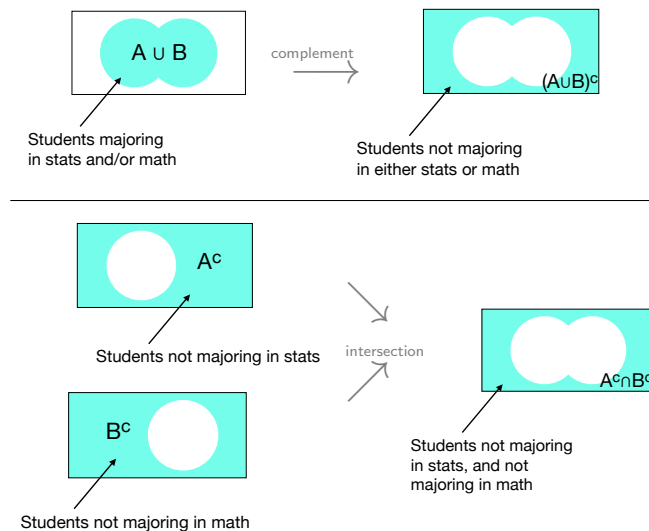 A ∪ B
complement
(A∪B)ᶜ
Students majoring
in stats and/or math
Students not majoring
in either stats or math
Aᶜ
Students not majoring in stats
intersection
Aᶜ∩Bᶜ
Bᶜ
Students not majoring
in stats, and not
majoring in math
Students not majoring in math